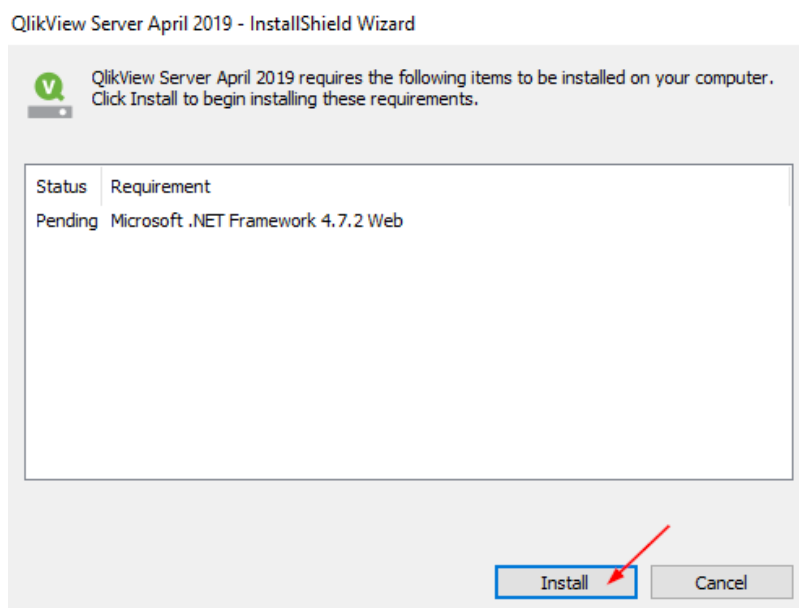 QlikView Server April 2019 - InstallShield Wizard
QlikView Server April 2019 requires the following items to be installed on your computer.
Click Install to begin installing these requirements.
Status Requirement
Pending Microsoft .NET Framework 4.7.2 Web
Install Cancel